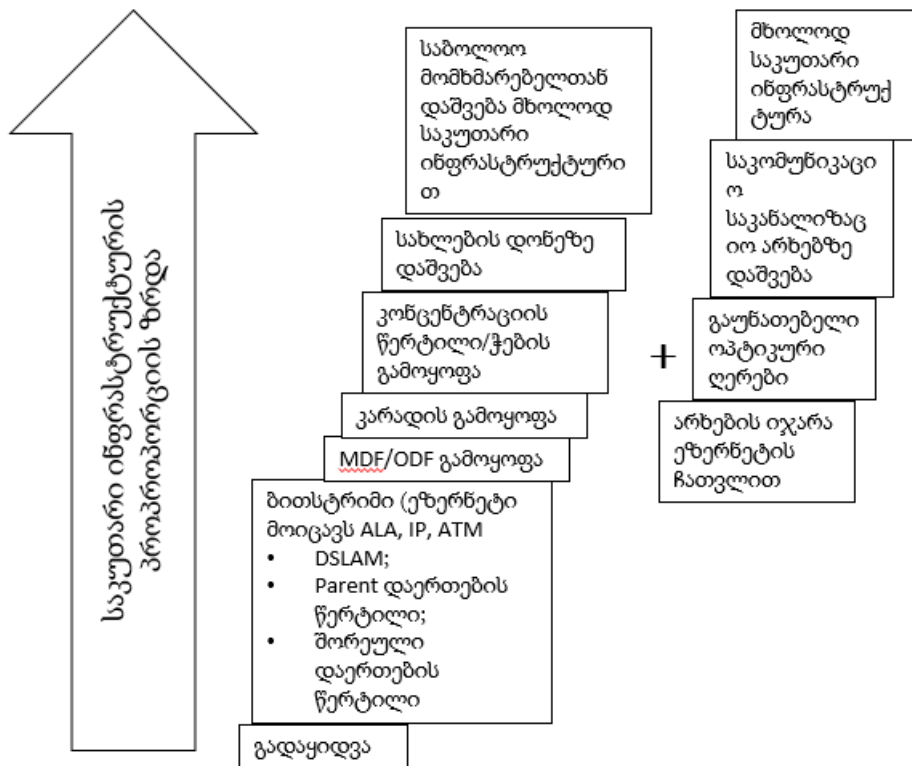 საკუთარი ინფრასტრუქტურის
პროპროპორციის ზრდა
საბოლოო
მომხმარებელთან
დაშვება მხოლოდ
საკუთარი
ინფრასტრუქტური
თ
სახლების დონეზე
დაშვება
კონცენტრაციის
წერტილი/ჭების
გამოყოფა
კარადის გამოყოფა
MDF/ODF გამოყოფა
ბითსტრიმი (ეზერნეტი
მოიცავს ALA, IP, ATM
• DSLAM;
• Parent დაერთების
წერტილი;
• შორეული
დაერთების
წერტილი
გადაყიდვა
+
მხოლოდ
საკუთარი
ინფრასტრუქ
ტურა
საკომუნიკაცი
ო
საკანალიზაც
იო არხებზე
დაშვება
გაუნათებელი
ოპტიკური
ღერები
არხების იჯარა
ეზერნეტის
ჩათვლით